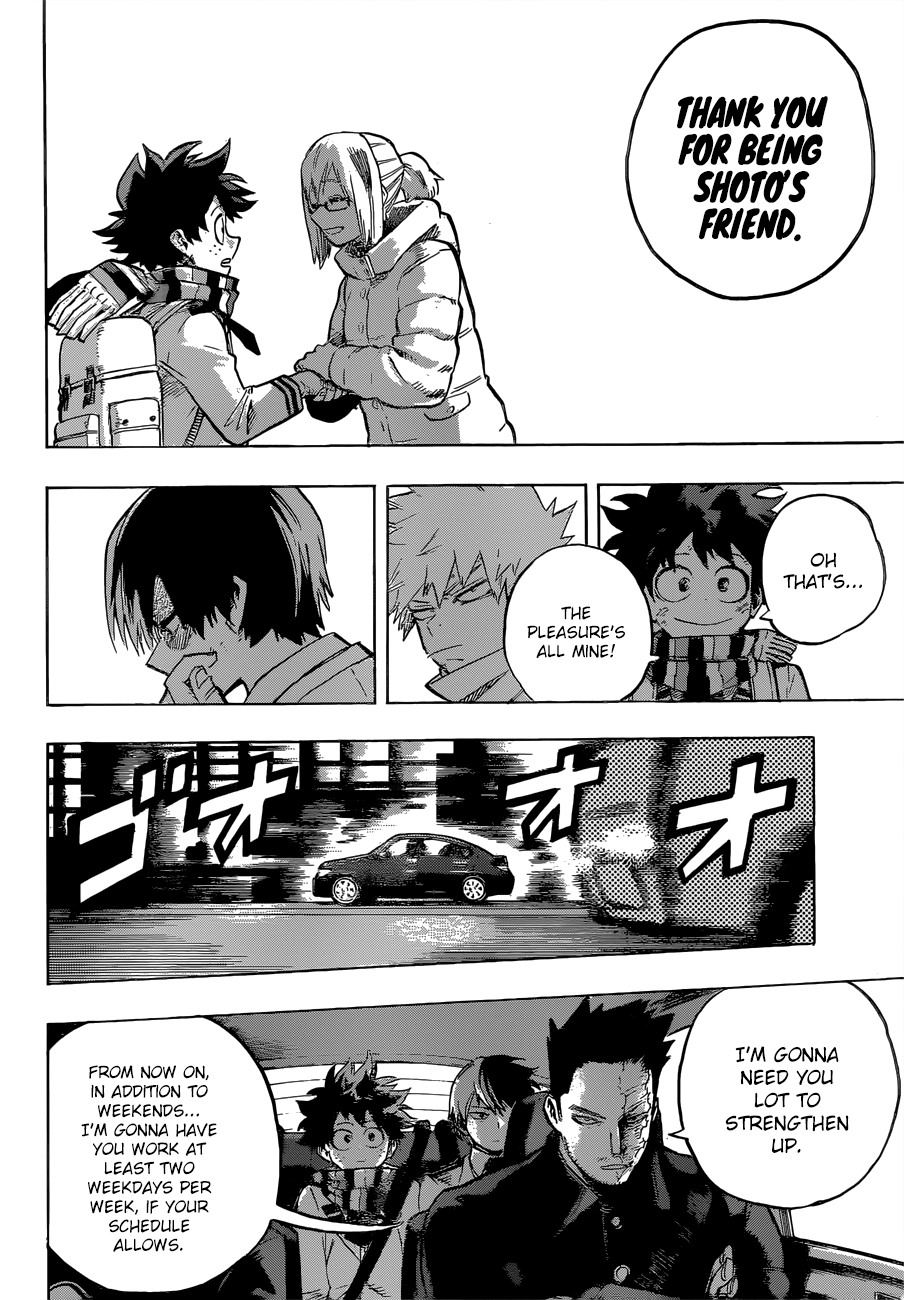 THANK YOU
FOR BEING
SHOTO'S
FRIEND.
OH
THAT'S...
THE
PLEASURE'S
ALL MINE!
ゴオオオ
I'M GONNA
NEED YOU
LOT TO
STRENGTHEN
UP.
FROM NOW ON,
IN ADDITION TO
WEEKENDS...
I'M GONNA HAVE
YOU WORK AT
LEAST TWO
WEEKDAYS PER
WEEK, IF YOUR
SCHEDULE
ALLOWS.